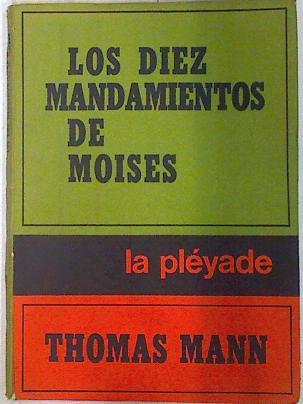 LOS DIEZ
MANDAMIENTOS
DE
MOISES
la pléyade
THOMAS MANN